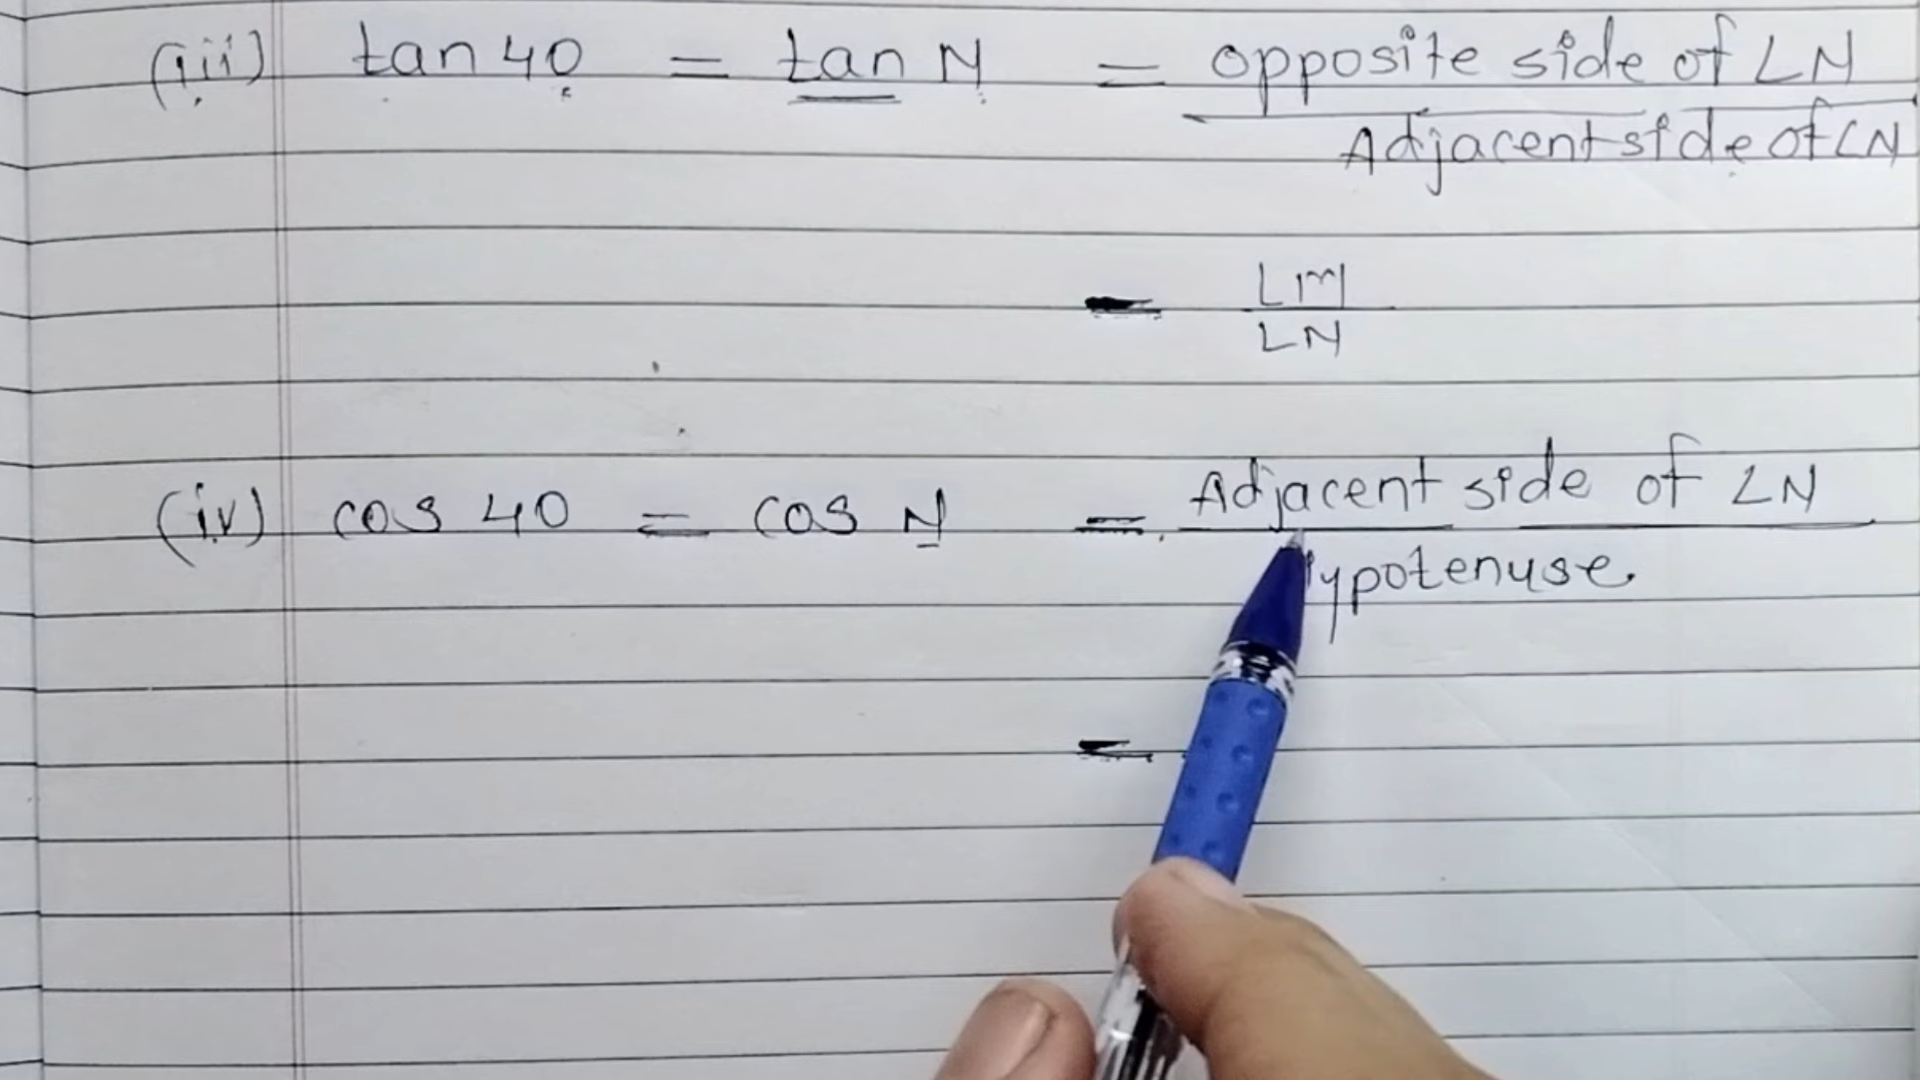 (iii) tan 40 = tan N = opposite side of ∠N
Adjacent side of ∠N
= LM
LN
(iv) cos 40 = cos N = Adjacent side of ∠N
ypotenuse
=